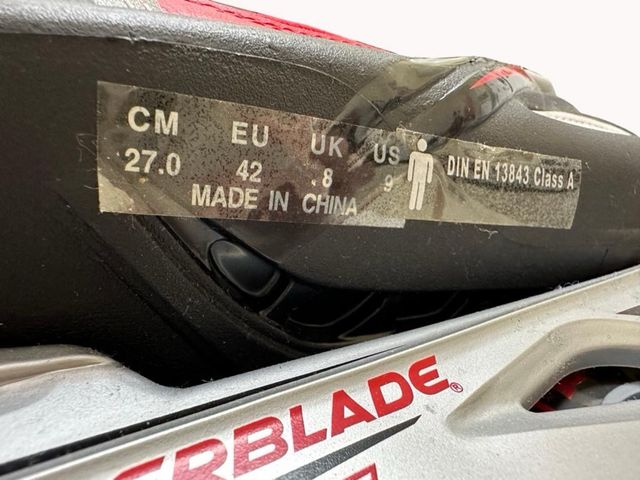 CM EU UK US
27.0 42 8 9
MADE IN CHINA
DIN EN 13843 Class A
ERBLADE®